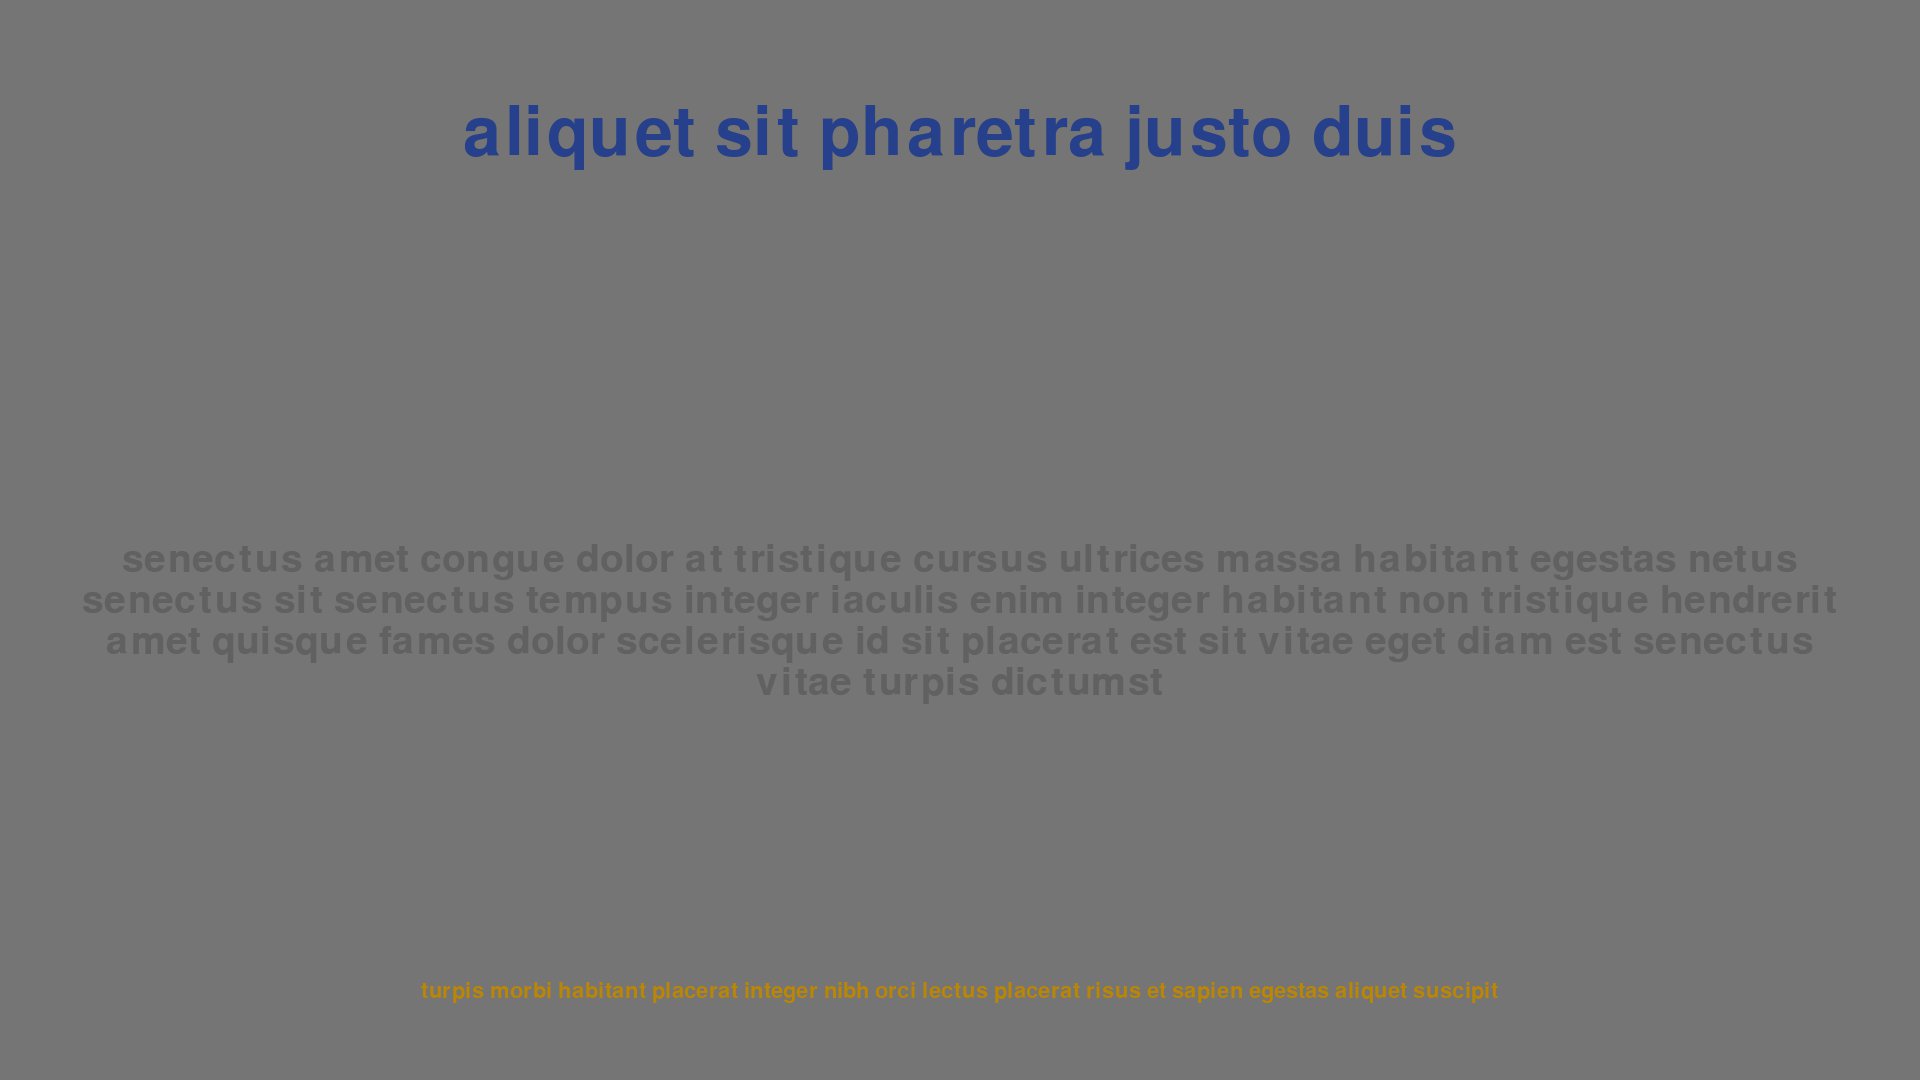 aliquet sit pharetra justo duis
senectus amet congue dolor at tristique cursus ultrices massa habitant egestas netus
senectus sit senectus tempus integer iaculis enim integer habitant non tristique hendrerit
amet quisque fames dolor scelerisque id sit placerat est sit vitae eget diam est senectus
vitae turpis dictumst
turpis morbi habitant placerat integer nibh orci lectus placerat risus et sapien egestas aliquet suscipit